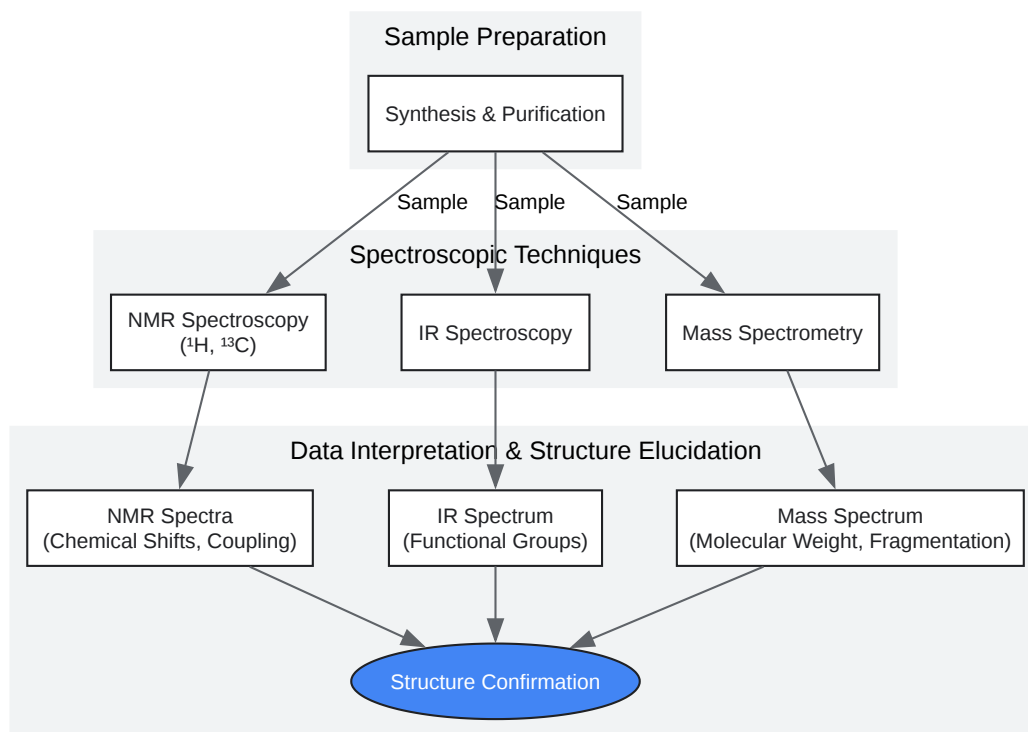 Sample Preparation
Synthesis & Purification
Sample
Sample
Sample
Spectroscopic Techniques
NMR Spectroscopy
(¹H, ¹³C)
IR Spectroscopy
Mass Spectrometry
Data Interpretation & Structure Elucidation
NMR Spectra
(Chemical Shifts, Coupling)
IR Spectrum
(Functional Groups)
Mass Spectrum
(Molecular Weight, Fragmentation)
Structure Confirmation